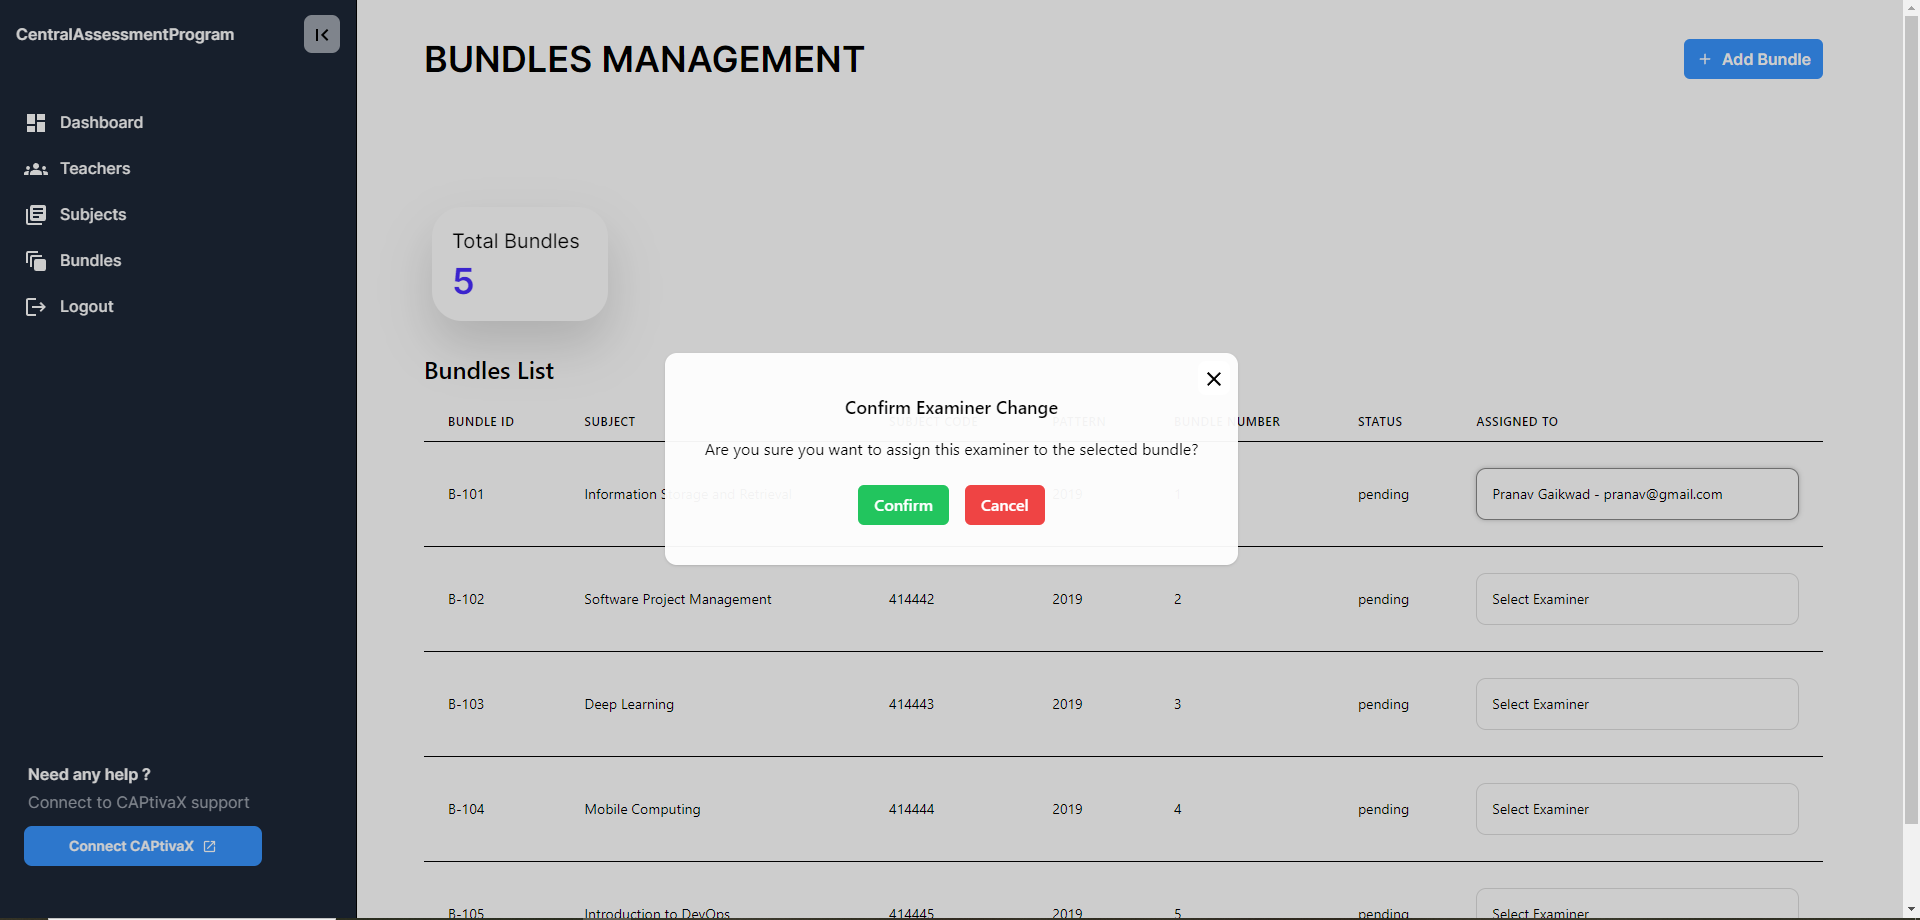 CentralAssessmentProgram
Dashboard
Teachers
Subjects
Bundles
Logout
Need any help ?
Connect to CAPtivaX support
Connect CAPtivaX
BUNDLES MANAGEMENT
+ Add Bundle
Total Bundles
5
Bundles List
BUNDLE ID SUBJECT SUBJECT CODE PATTERN BUNDLE NUMBER STATUS ASSIGNED TO
Confirm Examiner Change
Are you sure you want to assign this examiner to the selected bundle?
Confirm Cancel
B-101 Information Storage and Retrieval 2019 1 pending Pranav Gaikwad - pranav@gmail.com
B-102 Software Project Management 414442 2019 2 pending Select Examiner
B-103 Deep Learning 414443 2019 3 pending Select Examiner
B-104 Mobile Computing 414444 2019 4 pending Select Examiner
B-105 Introduction to DevOps 414445 2019 5 pending Select Examiner